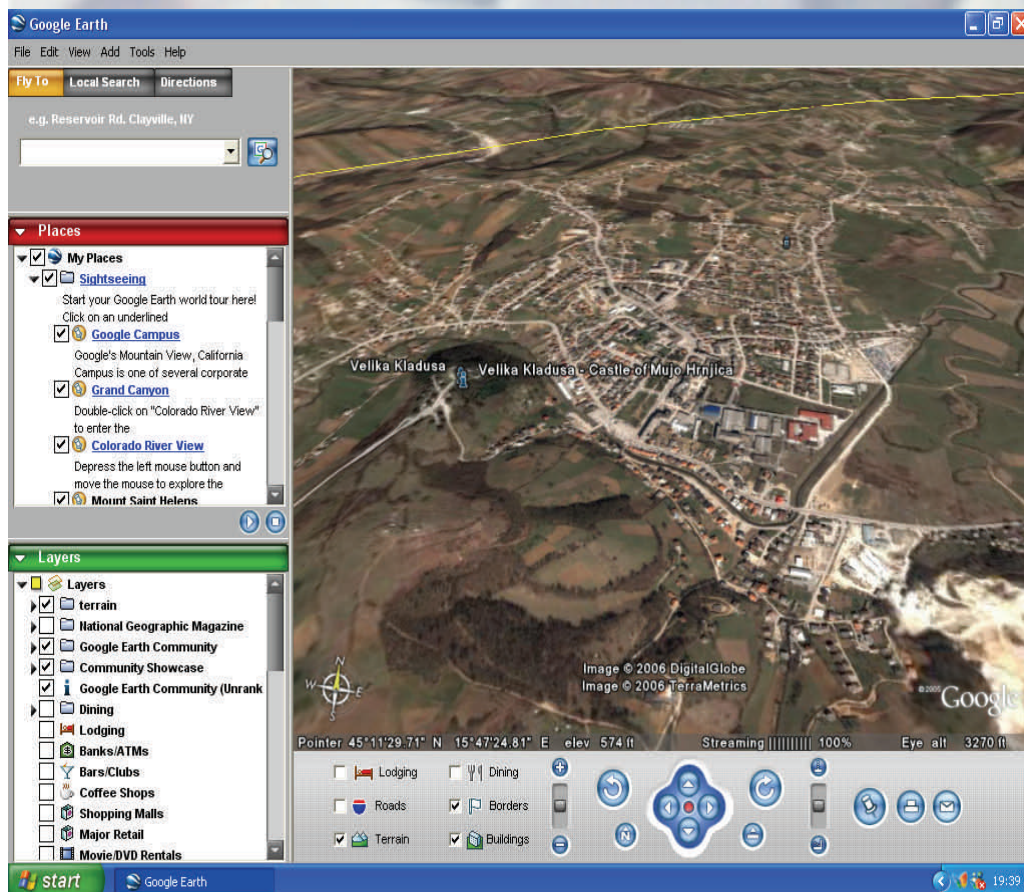 Google Earth
File Edit View Add Tools Help
Fly To Local Search Directions
e.g. Reservoir Rd. Clayville, NY
Places
My Places
Sightseeing
Start your Google Earth world tour here!
Click on an underlined
Google Campus
Google's Mountain View, California
Campus is one of several corporate
Grand Canyon
Double-click on "Colorado River View"
to enter the
Colorado River View
Depress the left mouse button and
move the mouse to explore the
Mount Saint Helens
Layers
Layers
terrain
National Geographic Magazine
Google Earth Community
Community Showcase
Google Earth Community (Unrank
Dining
Lodging
Banks/ATMs
Bars/Clubs
Coffee Shops
Shopping Malls
Major Retail
Movie/DVD Rentals
Velika Kladusa
Velika Kladusa - Castle of Mujo Hrnjica
N
W E
S
Image © 2006 DigitalGlobe
Image © 2006 TerraMetrics
©2005 Google
Pointer 45°11'29.71" N 15°47'24.81" E elev 574 ft Streaming |||||||||| 100% Eye alt 3270 ft
Lodging Dining
Roads Borders
Terrain Buildings
N
start Google Earth 19:39